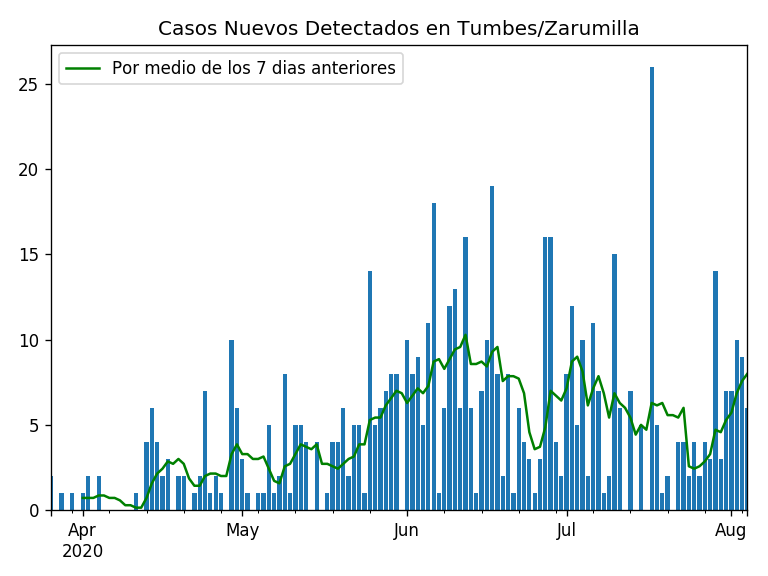 Casos Nuevos Detectados en Tumbes/Zarumilla
Por medio de los 7 dias anteriores
25
20
15
10
5
0
Apr May Jun Jul Aug
2020